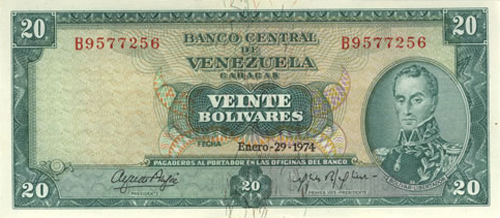 20 20
B9577256 B9577256
BANCO CENTRAL
DE
VENEZUELA
CARACAS
VEINTE
BOLIVARES
FECHA Enero-29-1974
PAGADEROS AL PORTADOR EN LAS OFICINAS DEL BANCO
PRESIDENTE
20 20 20